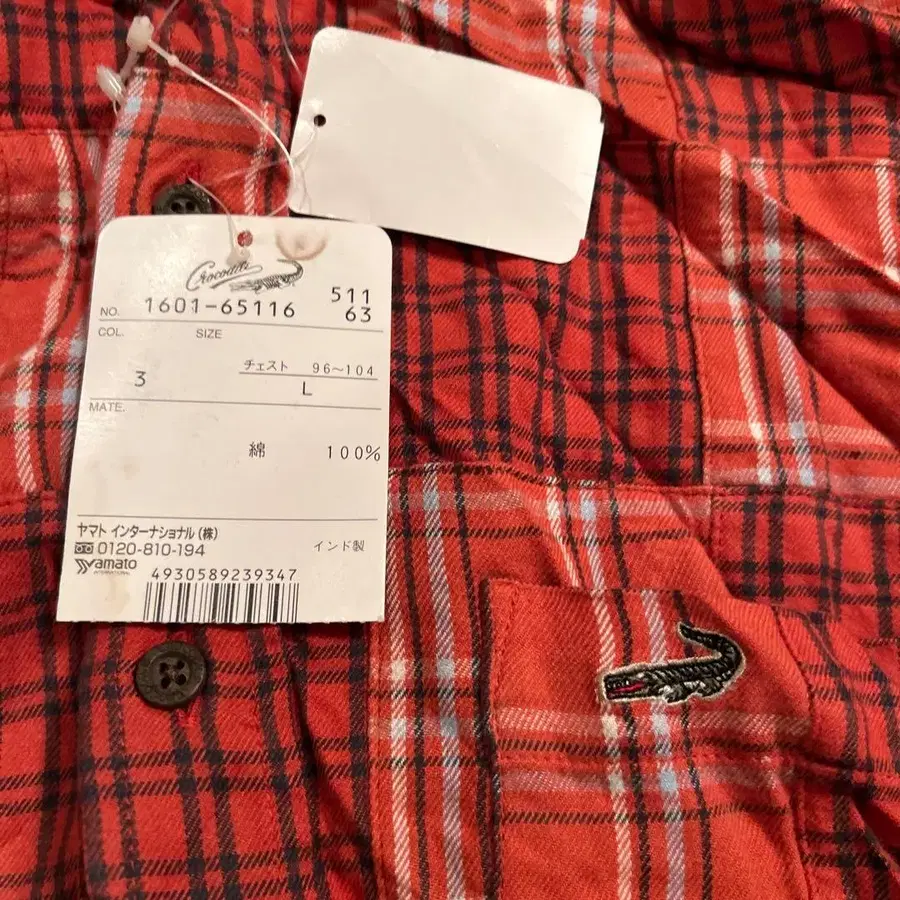 Crocodile
511
NO. 1601-65116 63
COL. SIZE
チェスト 96〜104
3 L
MATE.
綿 100%
ヤマト インターナショナル(株)
0120-810-194 インド製
Yamato
INTERNATIONAL
4930589239347